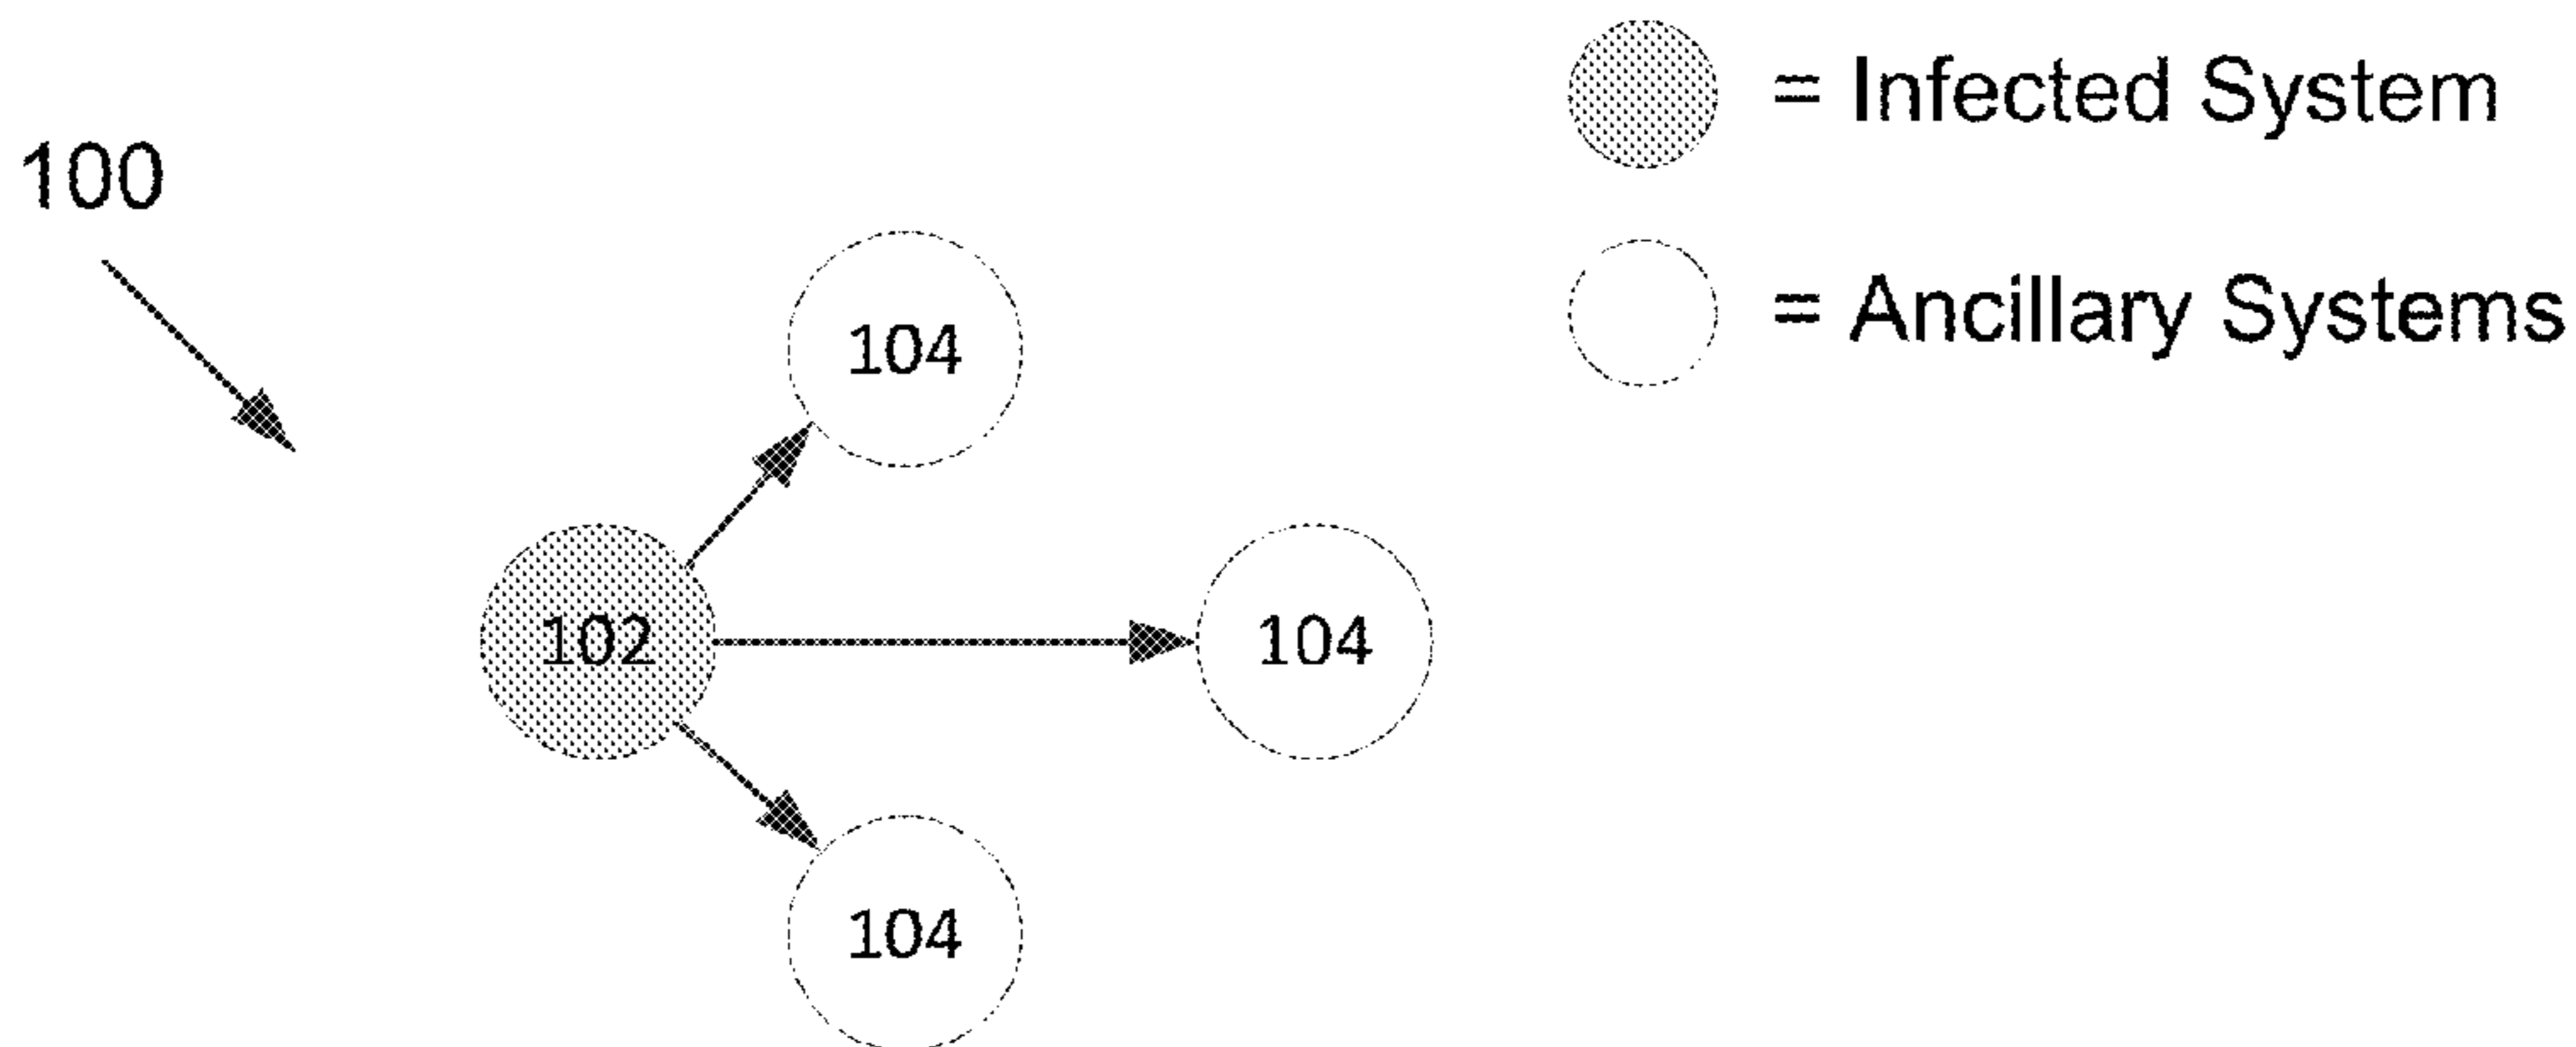 = Infected System
100
= Ancillary Systems
104
102
104
104